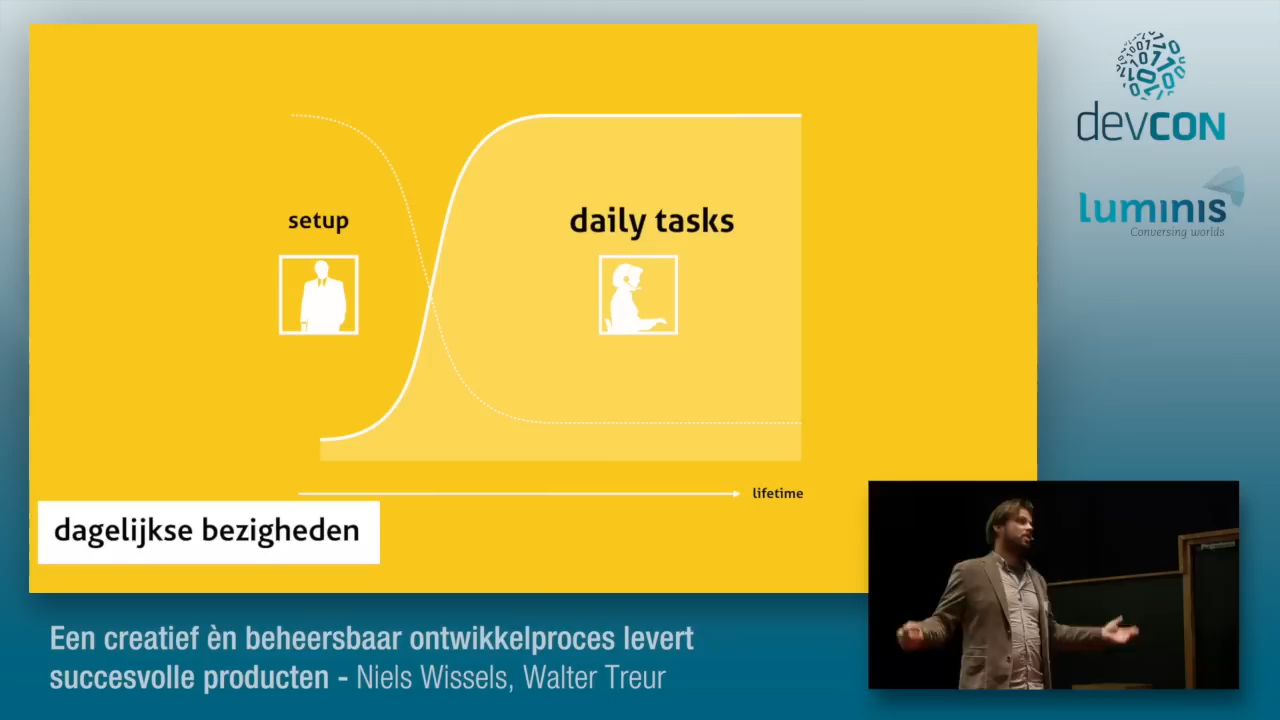 setup
daily tasks
lifetime
dagelijkse bezigheden
devcon
luminis
Conversing worlds
Een creatief èn beheersbaar ontwikkelproces levert
succesvolle producten - Niels Wissels, Walter Treur